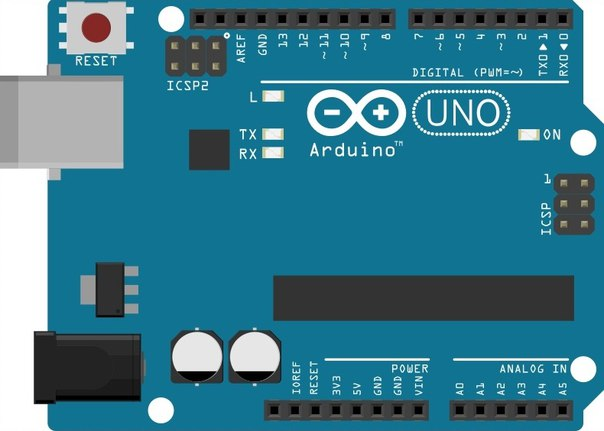 RESET
ICSP2
AREF
GND
13
12
~11
~10
~9
8
7
~6
~5
4
~3
2
TX0▶1
RX0◀0
DIGITAL (PWM=~)
L
TX
RX
Arduino™
UNO
ON
1
ICSP
POWER
ANALOG IN
IOREF
RESET
3V3
5V
GND
GND
VIN
A0
A1
A2
A3
A4
A5